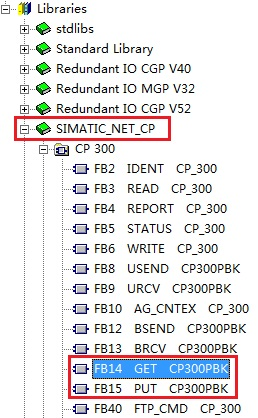 Libraries
stdlibs
Standard Library
Redundant IO CGP V40
Redundant IO MGP V32
Redundant IO CGP V52
SIMATIC_NET_CP
CP 300
FB2 IDENT CP_300
FB3 READ CP_300
FB4 REPORT CP_300
FB5 STATUS CP_300
FB6 WRITE CP_300
FB8 USEND CP300PBK
FB9 URCV CP300PBK
FB10 AG_CNTEX CP_300
FB12 BSEND CP300PBK
FB13 BRCV CP300PBK
FB14 GET CP300PBK
FB15 PUT CP300PBK
FB40 FTP_CMD CP_300